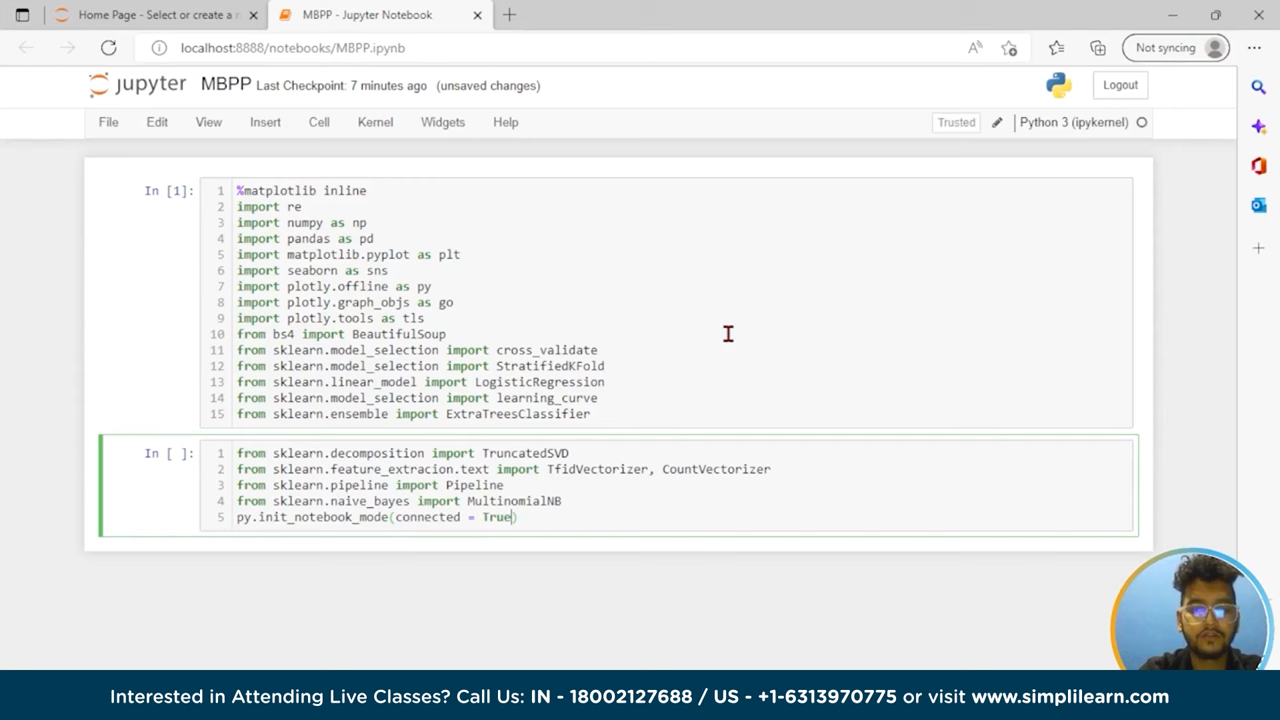 Home Page - Select or create a n
MBPP - Jupyter Notebook
localhost:8888/notebooks/MBPP.ipynb
Not syncing
jupyter MBPP Last Checkpoint: 7 minutes ago (unsaved changes)
Logout
File Edit View Insert Cell Kernel Widgets Help
Trusted
Python 3 (ipykernel)
In [1]:
1 %matplotlib inline
2 import re
3 import numpy as np
4 import pandas as pd
5 import matplotlib.pyplot as plt
6 import seaborn as sns
7 import plotly.offline as py
8 import plotly.graph_objs as go
9 import plotly.tools as tls
10 from bs4 import BeautifulSoup
11 from sklearn.model_selection import cross_validate
12 from sklearn.model_selection import StratifiedKFold
13 from sklearn.linear_model import LogisticRegression
14 from sklearn.model_selection import learning_curve
15 from sklearn.ensemble import ExtraTreesClassifier
In [ ]:
1 from sklearn.decomposition import TruncatedSVD
2 from sklearn.feature_extracion.text import TfidVectorizer, CountVectorizer
3 from sklearn.pipeline import Pipeline
4 from sklearn.naive_bayes import MultinomialNB
5 py.init_notebook_mode(connected = True)
Interested in Attending Live Classes? Call Us: IN - 18002127688 / US - +1-6313970775 or visit www.simplilearn.com